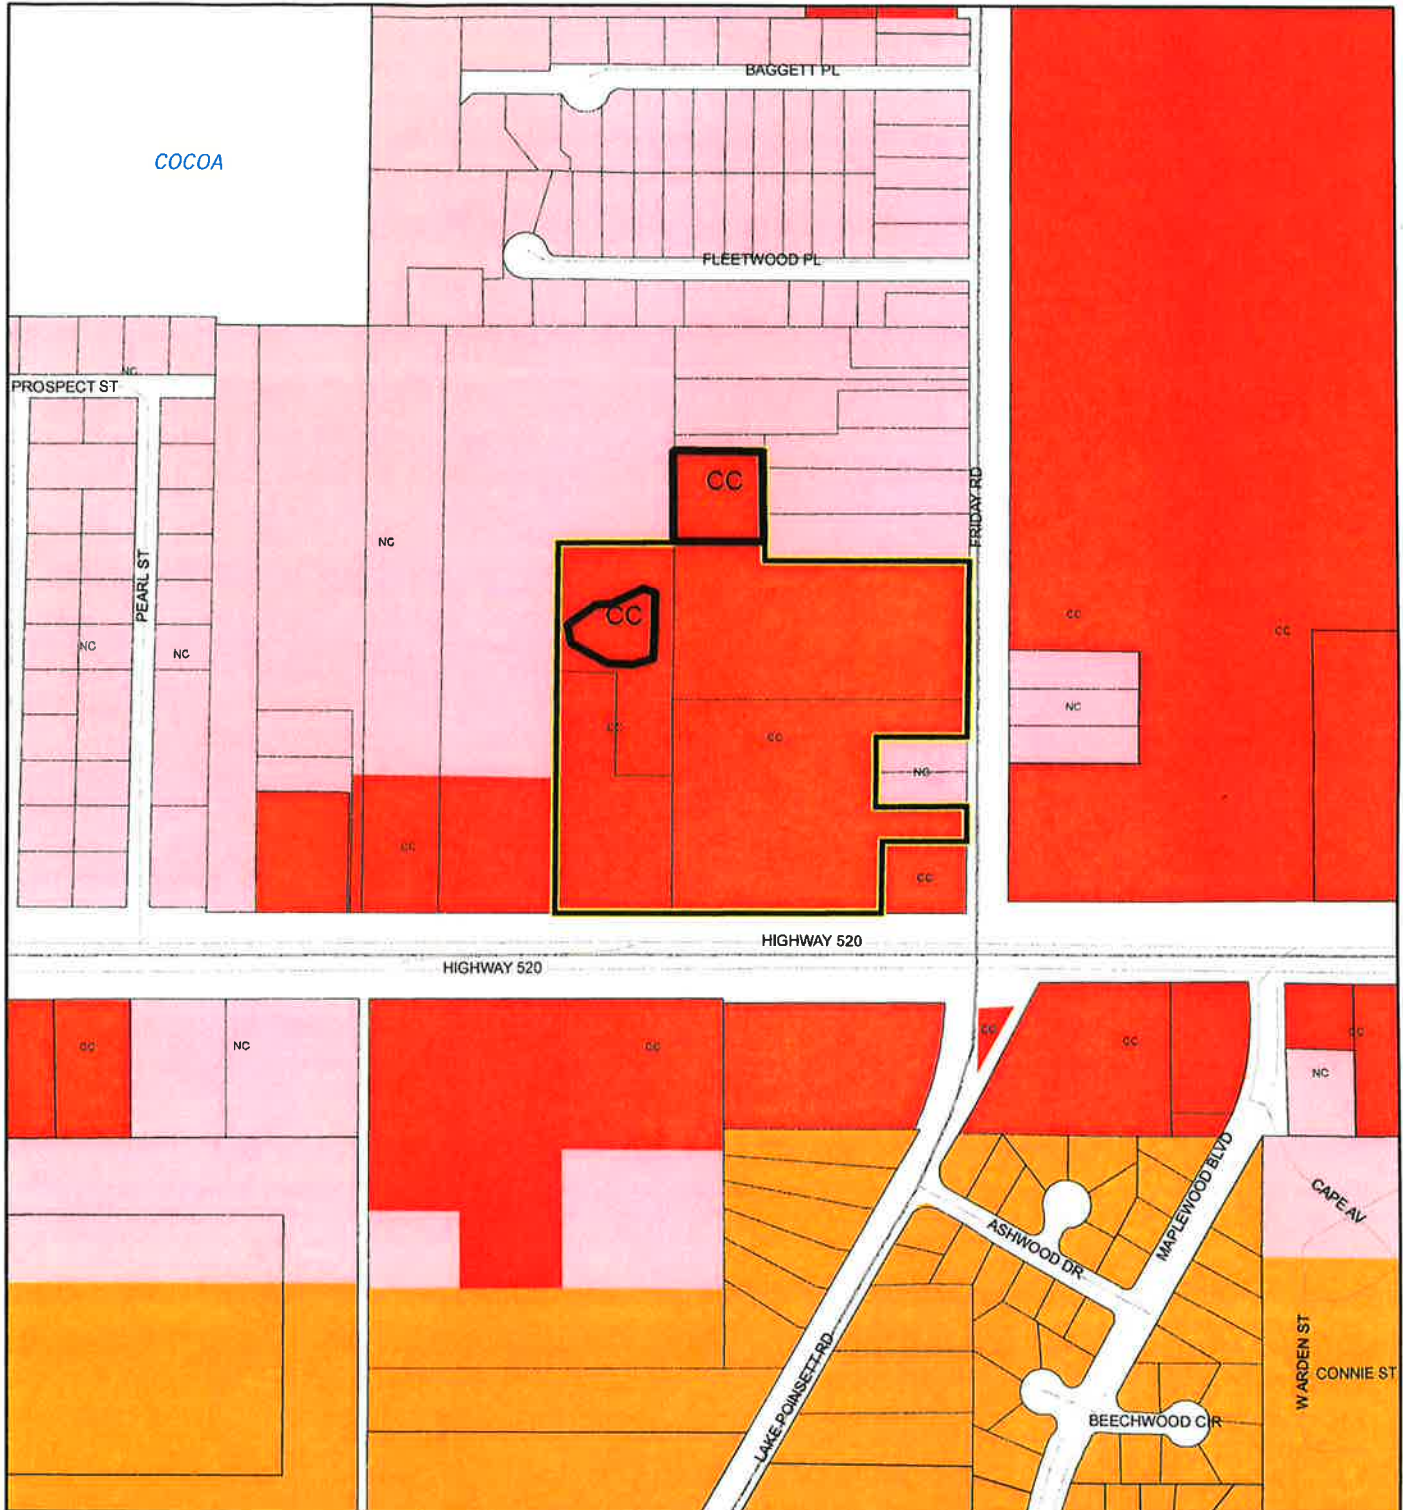 BAGGETT PL
COCOA
FLEETWOOD PL
NC
PROSPECT ST
CC
FRIDAY RD
NC
PEARL ST
CC
CC
CC
NC
NC
NC
CC
CC
NC
CC
CC
HIGHWAY 520
HIGHWAY 520
CC
NC
CC
CC
CC
CC
NC
MAPLEWOOD BLVD
CAPE AV
ASHWOOD DR
LAKE POINSETT RD
WARDEN ST
CONNIE ST
BEECHWOOD CIR